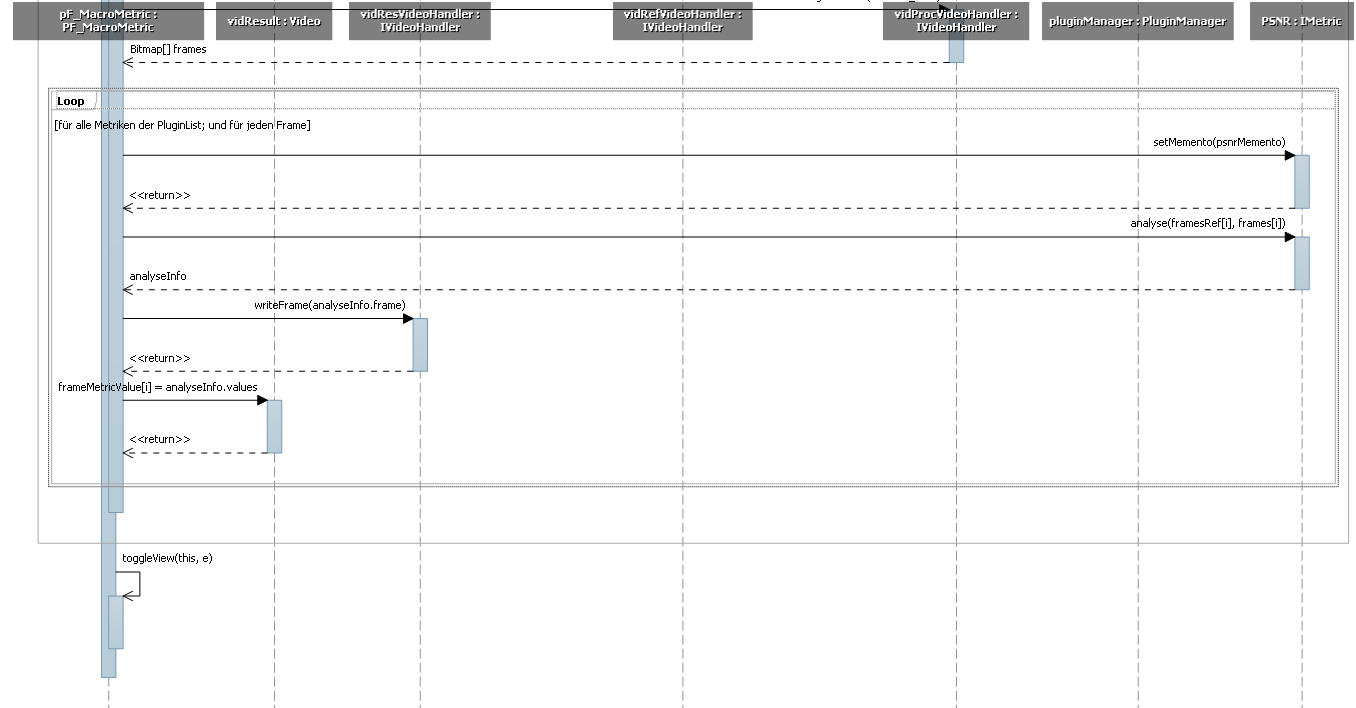 pF_MacroMetric :
PF_MacroMetric
vidResult : Video
vidResVideoHandler :
IVideoHandler
vidRefVideoHandler :
IVideoHandler
vidProcVideoHandler :
IVideoHandler
pluginManager : PluginManager
PSNR : IMetric
Bitmap[] frames
Loop
[für alle Metriken der PluginList; und für jeden Frame]
setMemento(psnrMemento)
<<return>>
analyse(framesRef[i], frames[i])
analyseInfo
writeFrame(analyseInfo.frame)
<<return>>
frameMetricValue[i] = analyseInfo.values
<<return>>
toggleView(this, e)